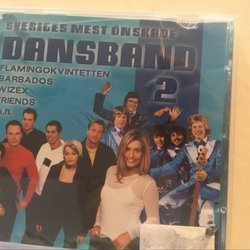 SVERIGES MEST ÖNSKADE
DANSBAND
FLAMINGOKVINTETTEN
BARBADOS
WIZEX
FRIENDS
m.fl.
2